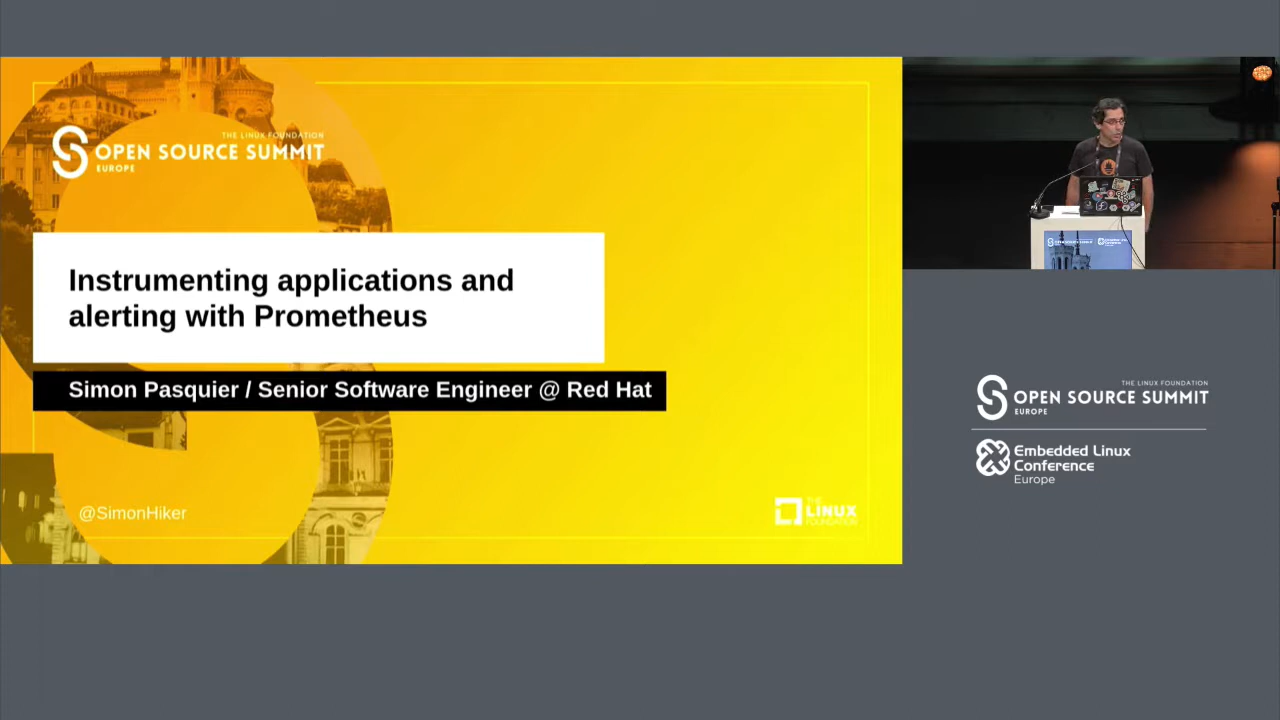 THE LINUX FOUNDATION
OPEN SOURCE SUMMIT
EUROPE
Instrumenting applications and
alerting with Prometheus
Simon Pasquier / Senior Software Engineer @ Red Hat
@SimonHiker
THE
LINUX
FOUNDATION
THE LINUX FOUNDATION
OPEN SOURCE SUMMIT
EUROPE
Embedded Linux
Conference
Europe